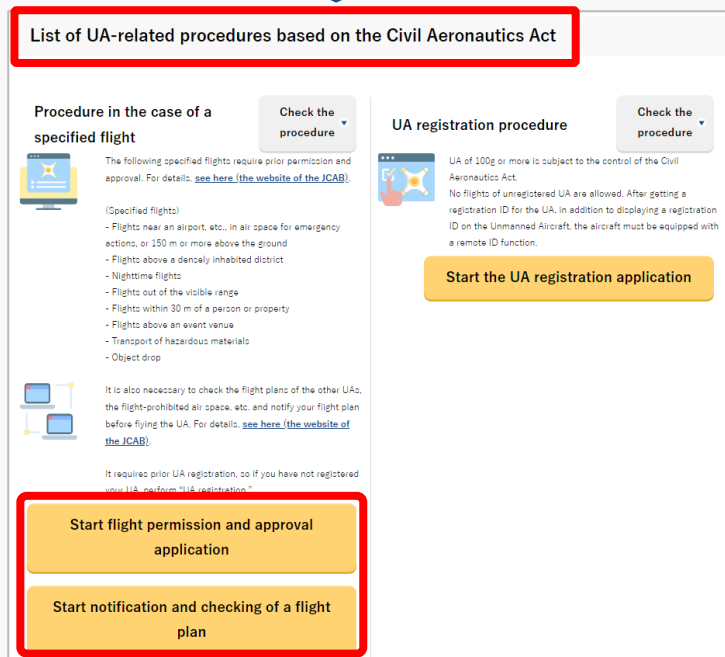 List of UA-related procedures based on the Civil Aeronautics Act
Procedure in the case of a
specified flight
Check the
procedure
The following specified flights require prior permission and
approval. For details, see here (the website of the JCAB).
(Specified flights)
- Flights near an airport, etc., in air space for emergency
actions, or 150 m or more above the ground
- Flights above a densely inhabited district
- Nighttime flights
- Flights out of the visible range
- Flights within 30 m of a person or property
- Flights above an event venue
- Transport of hazardous materials
- Object drop
It is also necessary to check the flight plans of the other UAs,
the flight-prohibited air space, etc. and notify your flight plan
before flying the UA. For details, see here (the website of
the JCAB).
It requires prior UA registration, so if you have not registered
your UA, perform "UA registration."
Start flight permission and approval
application
Start notification and checking of a flight
plan
UA registration procedure
Check the
procedure
UA of 100g or more is subject to the control of the Civil
Aeronautics Act.
No flights of unregistered UA are allowed. After getting a
registration ID for the UA, in addition to displaying a registration
ID on the Unmanned Aircraft, the aircraft must be equipped with
a remote ID function.
Start the UA registration application